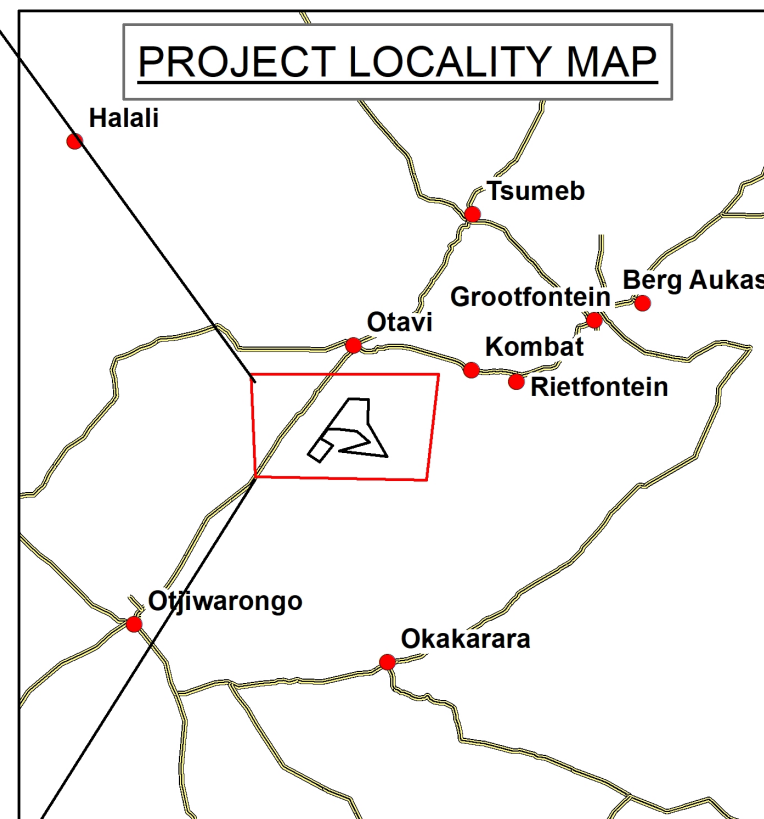 PROJECT LOCALITY MAP
Halali
Tsumeb
Berg Aukas
Grootfontein
Otavi
Kombat
Rietfontein
Otjiwarongo
Okakarara